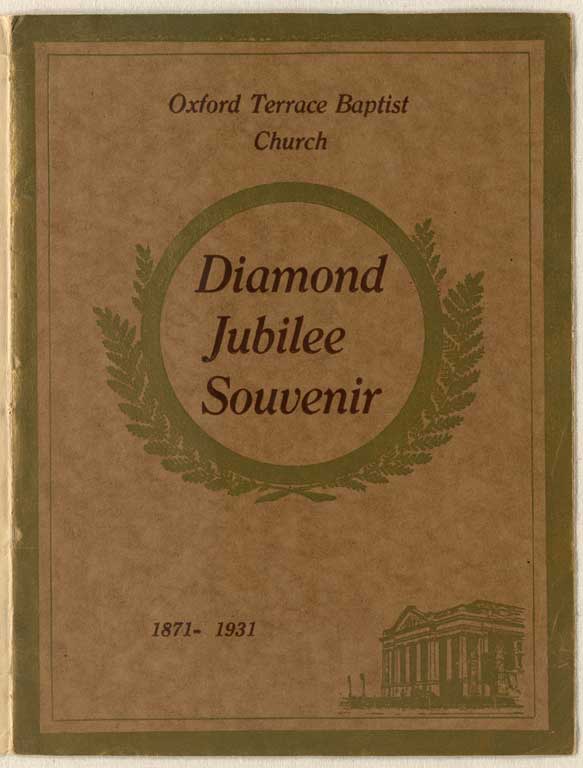 Oxford Terrace Baptist
Church
Diamond
Jubilee
Souvenir
1871- 1931